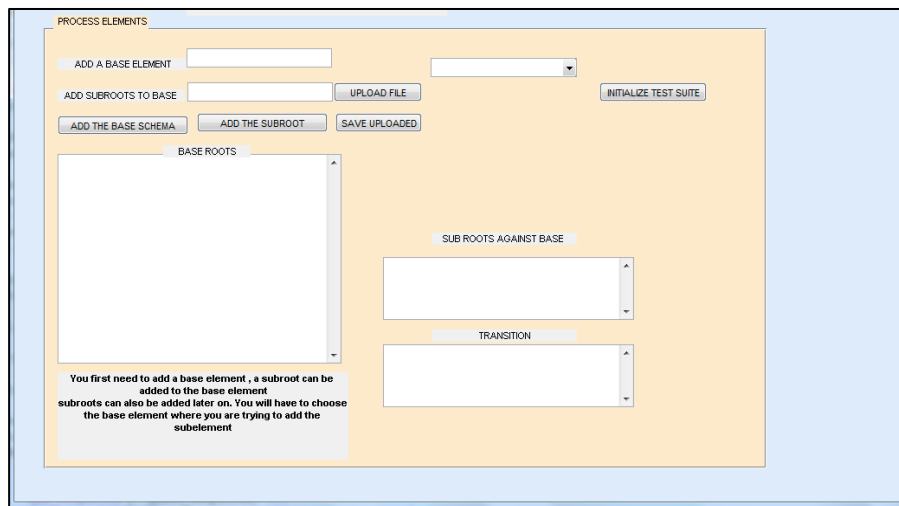 PROCESS ELEMENTS
ADD A BASE ELEMENT
ADD SUBROOTS TO BASE
UPLOAD FILE
INITIALIZE TEST SUITE
ADD THE BASE SCHEMA
ADD THE SUBROOT
SAVE UPLOADED
BASE ROOTS
SUB ROOTS AGAINST BASE
TRANSITION
You first need to add a base element , a subroot can be
added to the base element
subroots can also be added later on. You will have to choose
the base element where you are trying to add the
subelement